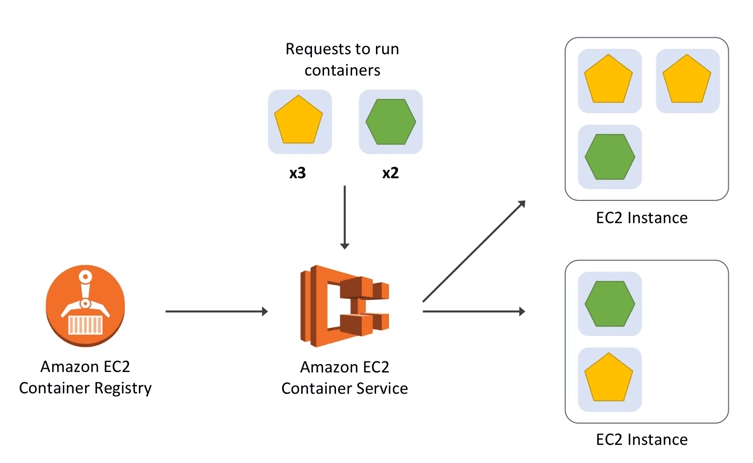 Requests to run
containers
x3
x2
EC2 Instance
Amazon EC2
Container Registry
Amazon EC2
Container Service
EC2 Instance